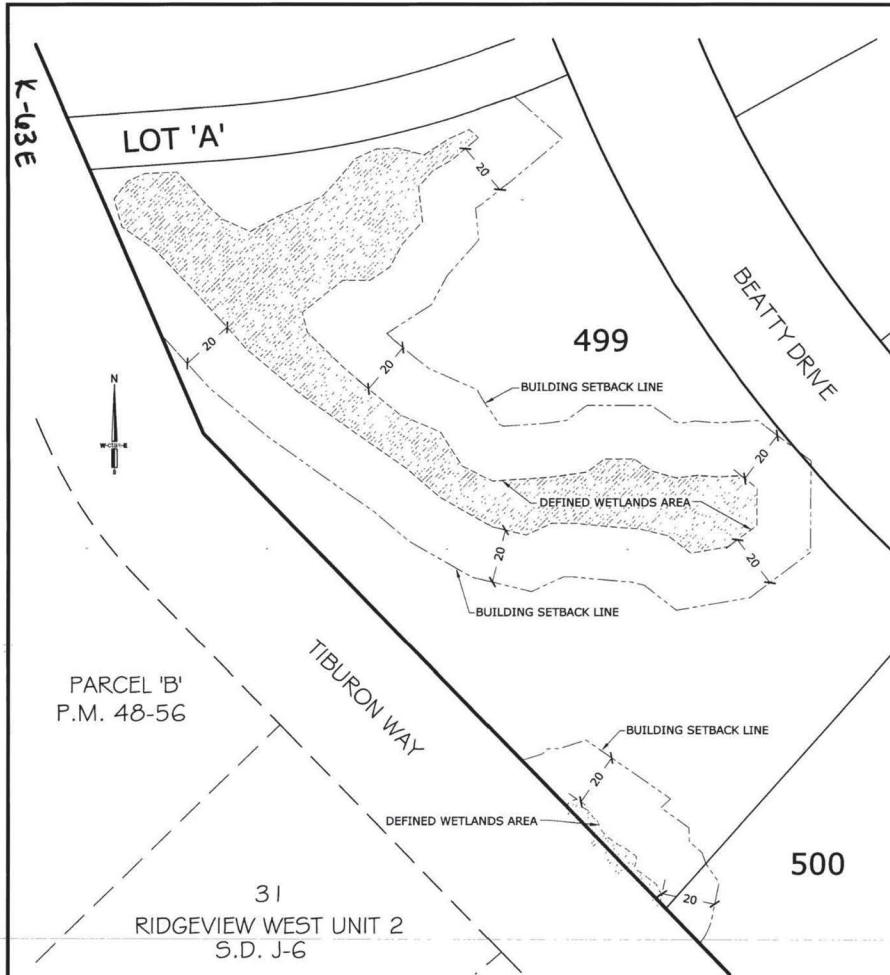 K-63E
LOT 'A'
20
20
20
499
BEATTY DRIVE
BUILDING SETBACK LINE
N
20
DEFINED WETLANDS AREA
20
20
BUILDING SETBACK LINE
TIBURON WAY
PARCEL 'B'
P.M. 48-56
BUILDING SETBACK LINE
20
DEFINED WETLANDS AREA
500
20
31
RIDGEVIEW WEST UNIT 2
S.D. J-6